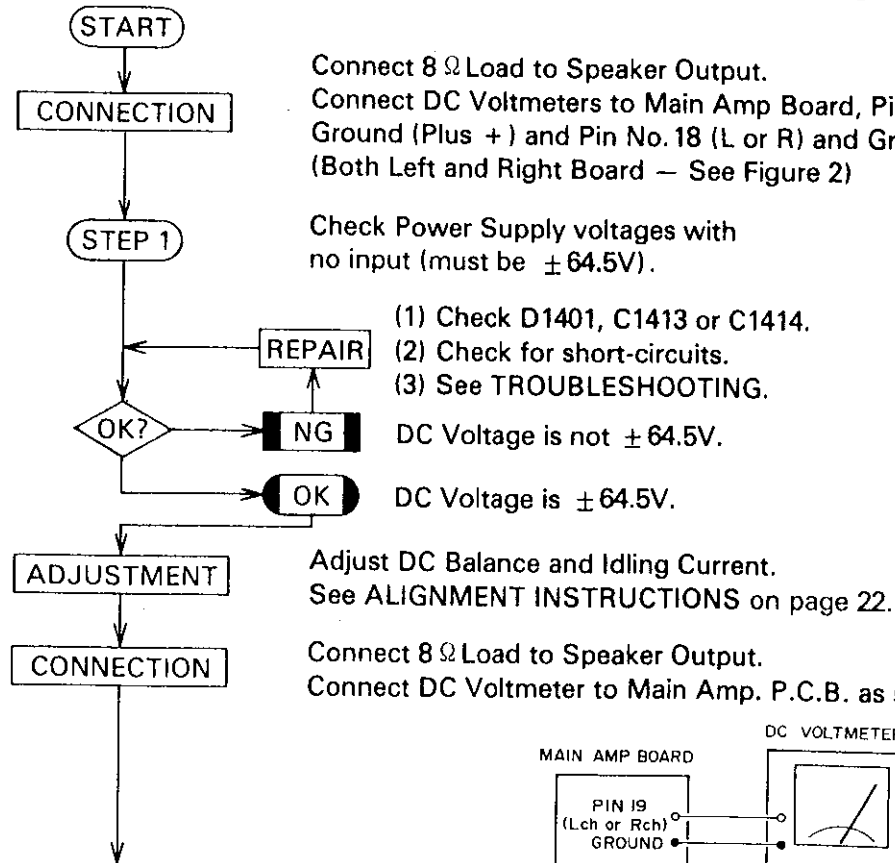 START
CONNECTION
Connect 8 Ω Load to Speaker Output.
Connect DC Voltmeters to Main Amp Board,
Ground (Plus +) and Pin No. 18 (L or R) and
(Both Left and Right Board — See Figure 2)
STEP 1
Check Power Supply voltages with
no input (must be ± 64.5V).
REPAIR
(1) Check D1401, C1413 or C1414.
(2) Check for short-circuits.
(3) See TROUBLESHOOTING.
OK?
NG
DC Voltage is not ± 64.5V.
OK
DC Voltage is ± 64.5V.
ADJUSTMENT
Adjust DC Balance and Idling Current.
See ALIGNMENT INSTRUCTIONS on page 22.
CONNECTION
Connect 8 Ω Load to Speaker Output.
Connect DC Voltmeter to Main Amp. P.C.B. as
MAIN AMP BOARD
DC VOLTMETER
PIN 19
(Lch or Rch)
GROUND